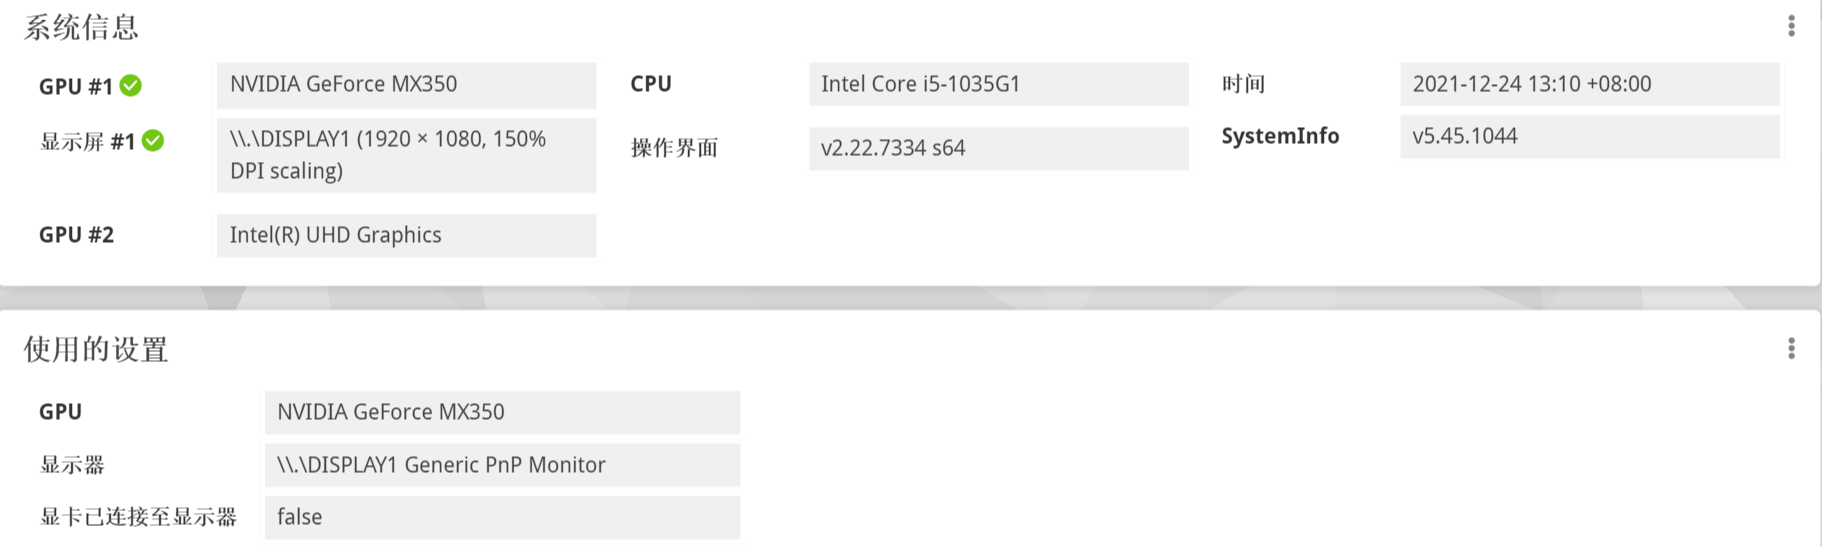 系统信息
GPU #1
NVIDIA GeForce MX350
显示屏 #1
\\.\DISPLAY1 (1920 × 1080, 150%
DPI scaling)
GPU #2
Intel(R) UHD Graphics
CPU
Intel Core i5-1035G1
操作界面
v2.22.7334 s64
时间
2021-12-24 13:10 +08:00
SystemInfo
v5.45.1044
使用的设置
GPU
NVIDIA GeForce MX350
显示器
\\.\DISPLAY1 Generic PnP Monitor
显卡已连接至显示器
false